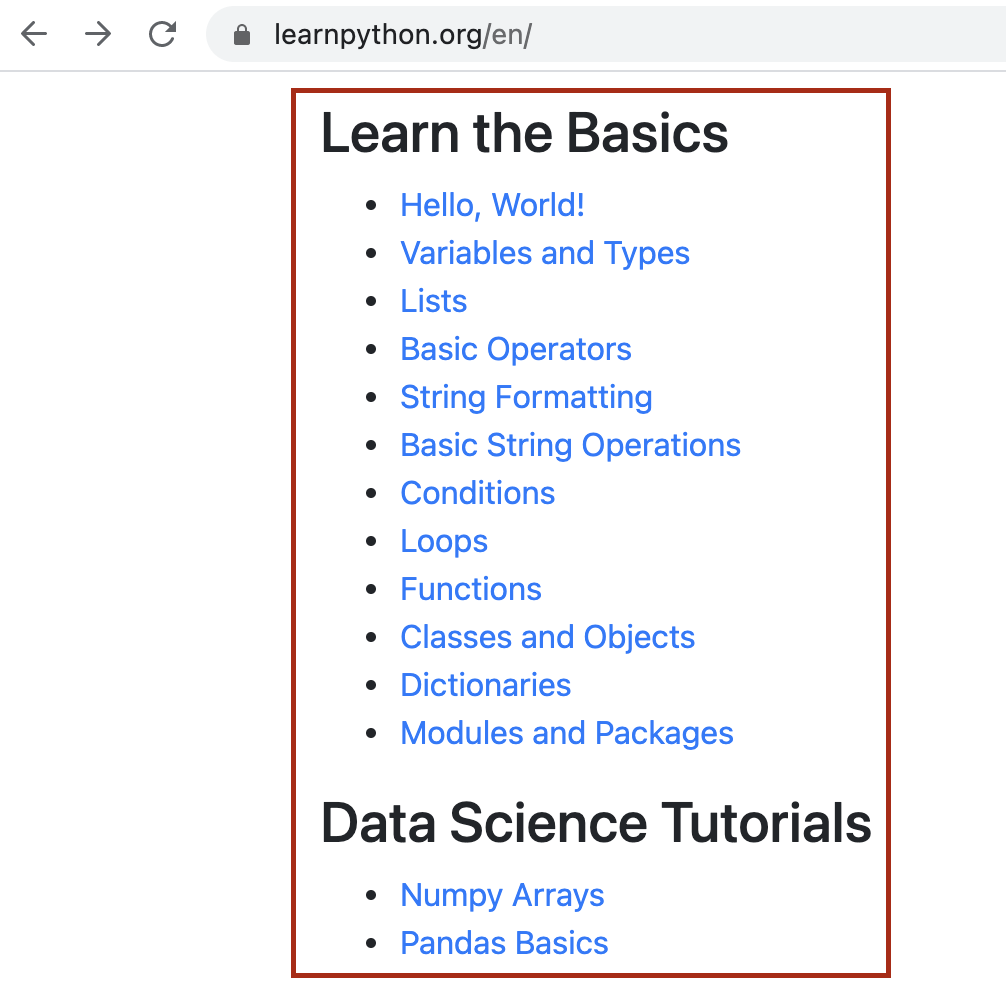 learnpython.org/en/
Learn the Basics
Hello, World!
Variables and Types
Lists
Basic Operators
String Formatting
Basic String Operations
Conditions
Loops
Functions
Classes and Objects
Dictionaries
Modules and Packages
Data Science Tutorials
Numpy Arrays
Pandas Basics